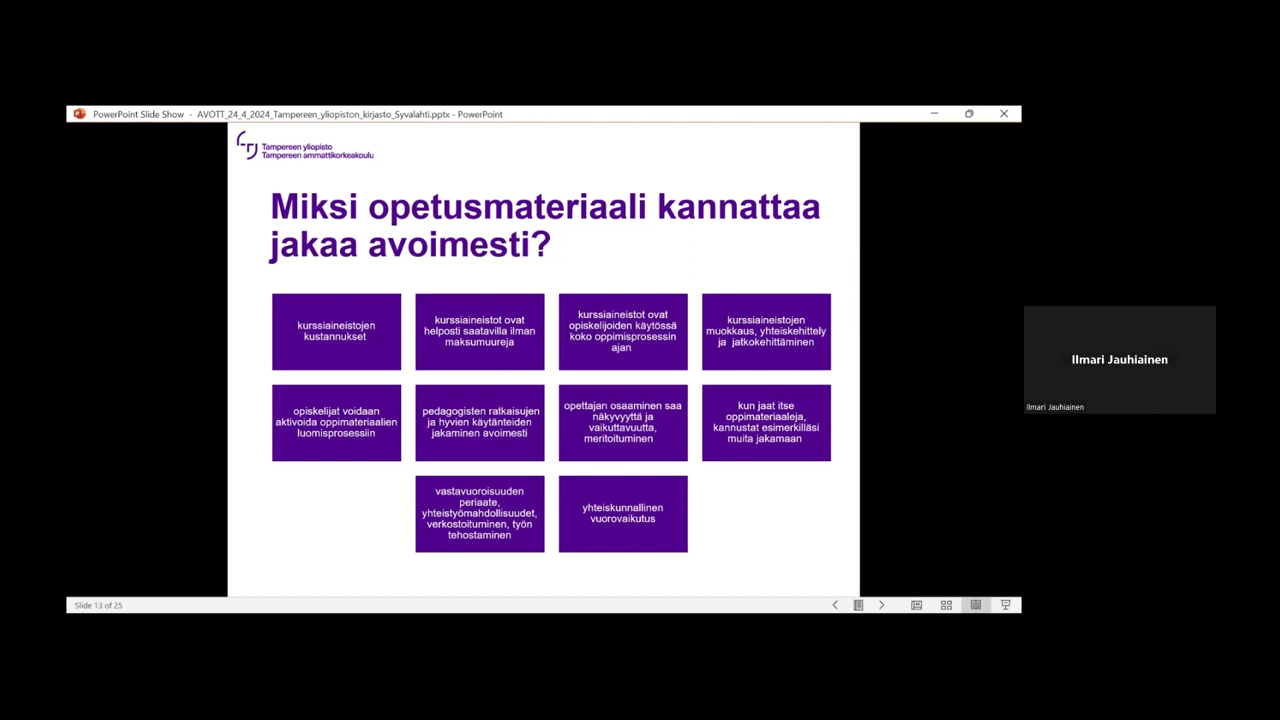 PowerPoint Slide Show - AVOTT_24_4_2024_Tampereen_yliopiston_kirjasto_Syvalahti.pptx - PowerPoint
Tampereen yliopisto
Tampereen ammattikorkeakoulu
Miksi opetusmateriaali kannattaa
jakaa avoimesti?
kurssiaineistojen
kustannukset
kurssiaineistot ovat
helposti saatavilla ilman
maksumuureja
kurssiaineistot ovat
opiskelijoiden käytössä
koko oppimisprosessin
ajan
kurssiaineistojen
muokkaus, yhteiskehittely
ja jatkokehittäminen
opiskelijat voidaan
aktivoida oppimateriaalien
luomisprosessiin
pedagogisten ratkaisujen
ja hyvien käytänteiden
jakaminen avoimesti
opettajan osaaminen saa
näkyvyyttä ja
vaikuttavuutta,
meritoituminen
kun jaat itse
oppimateriaaleja,
kannustat esimerkilläsi
muita jakamaan
vastavuoroisuuden
periaate,
yhteistyömahdollisuudet,
verkostoituminen, työn
tehostaminen
yhteiskunnallinen
vuorovaikutus
Ilmari Jauhiainen
Ilmari Jauhiainen
Slide 13 of 25